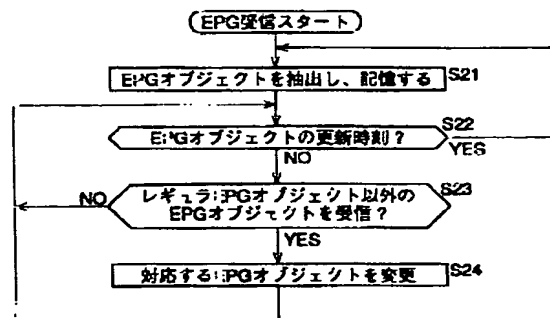 EPG受信スタート
EPGオブジェクトを抽出し、記憶する
S21
EPGオブジェクトの更新時刻？
S22
YES
NO
レギュラEPGオブジェクト以外の
EPGオブジェクトを受信？
S23
NO
YES
対応するEPGオブジェクトを変更
S24